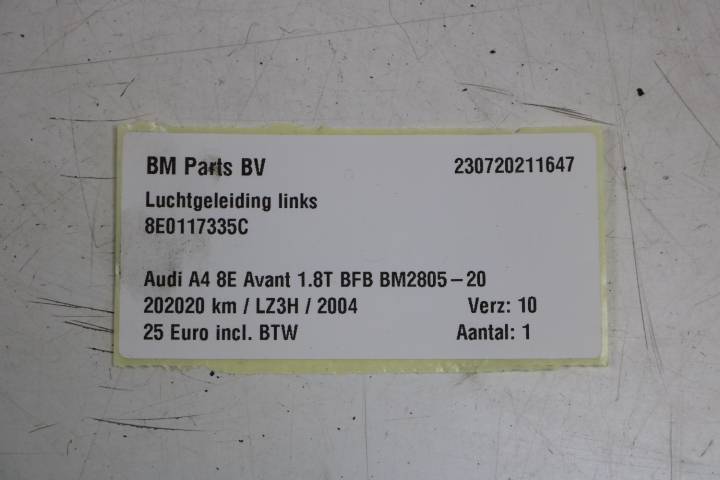 BM Parts BV 230720211647
Luchtgeleiding links
8E0117335C
Audi A4 8E Avant 1.8T BFB BM2805-20
202020 km / LZ3H / 2004 Verz: 10
25 Euro incl. BTW Aantal: 1